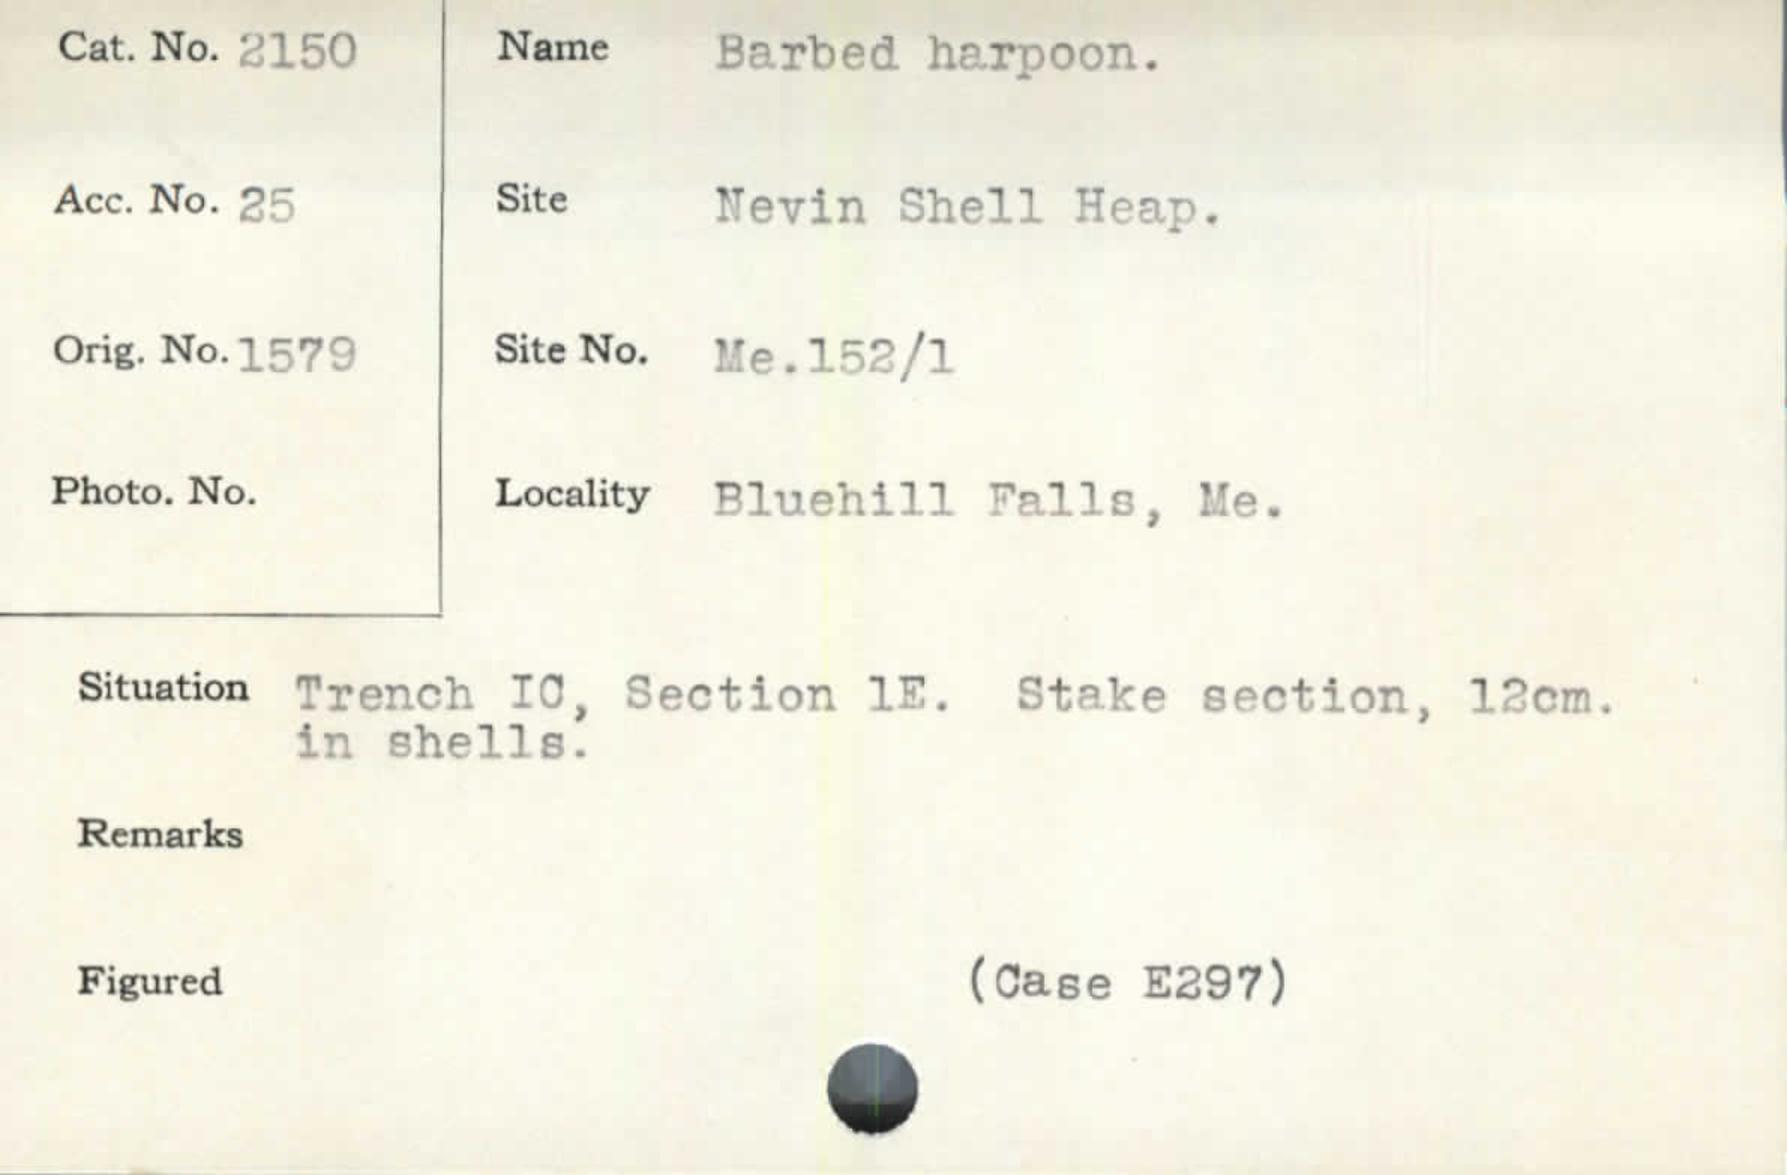 Cat. No. 2150
Name Barbed harpoon.
Acc. No. 25
Site Nevin Shell Heap.
Orig. No. 1579
Site No. Me.152/1
Photo. No.
Locality Bluehill Falls, Me.
Situation Trench IC, Section 1E. Stake section, 12cm.
in shells.
Remarks
Figured
(Case E297)